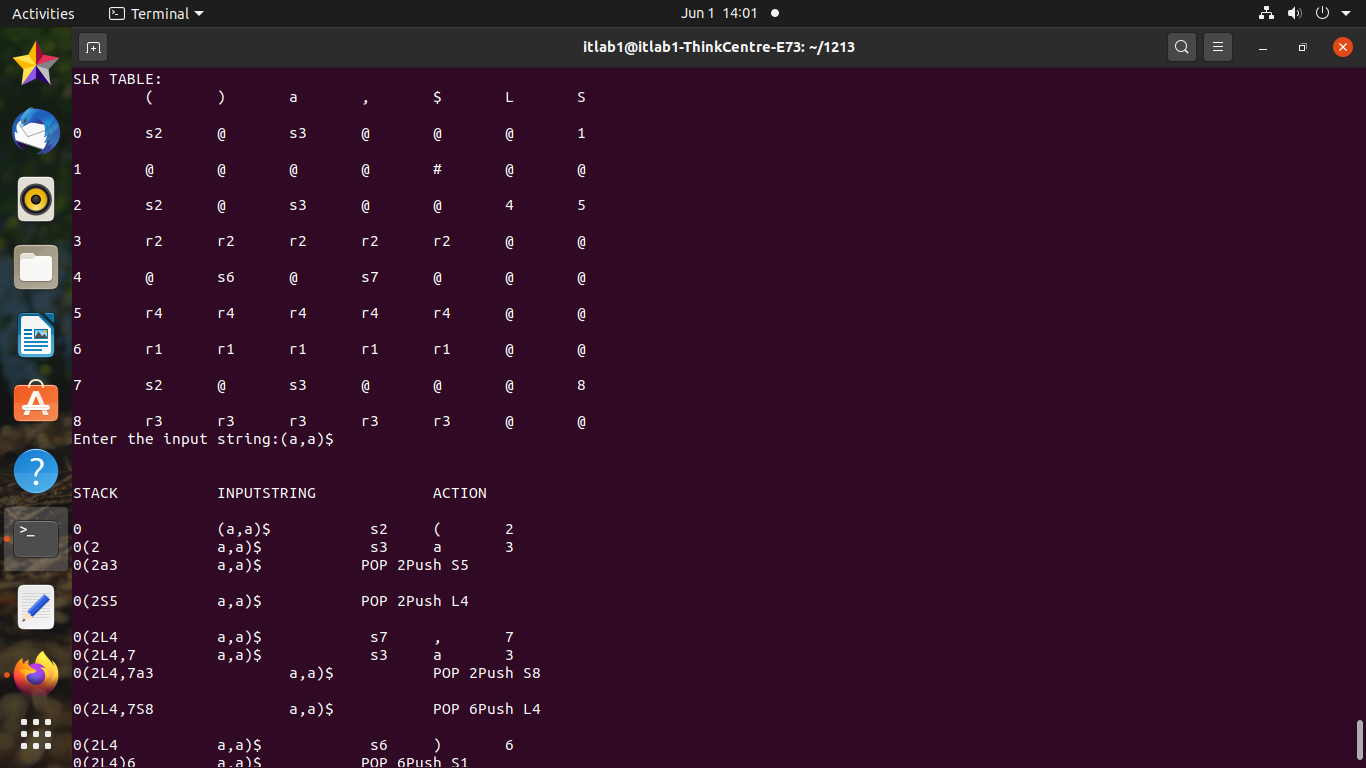 Activities Terminal Jun 1 14:01
itlab1@itlab1-ThinkCentre-E73: ~/1213
SLR TABLE:
( ) a , $ L S
0 s2 @ s3 @ @ @ 1
1 @ @ @ @ # @ @
2 s2 @ s3 @ @ 4 5
3 r2 r2 r2 r2 r2 @ @
4 @ s6 @ s7 @ @ @
5 r4 r4 r4 r4 r4 @ @
6 r1 r1 r1 r1 r1 @ @
7 s2 @ s3 @ @ @ 8
8 r3 r3 r3 r3 r3 @ @
Enter the input string:(a,a)$
STACK INPUTSTRING ACTION
0 (a,a)$ s2 ( 2
0(2 a,a)$ s3 a 3
0(2a3 a,a)$ POP 2Push S5
0(2S5 a,a)$ POP 2Push L4
0(2L4 a,a)$ s7 , 7
0(2L4,7 a,a)$ s3 a 3
0(2L4,7a3 a,a)$ POP 2Push S8
0(2L4,7S8 a,a)$ POP 6Push L4
0(2L4 a,a)$ s6 ) 6
0(2L4)6 a,a)$ POP 6Push S1